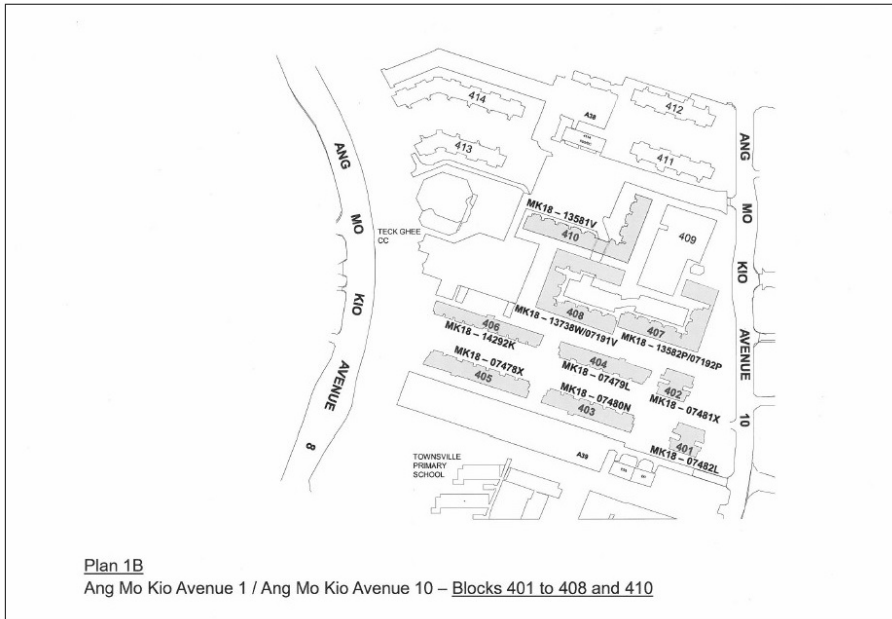 414
412
A38
ANG
413
411
ANG
MO
MK18 – 13581V
410
409
TECK GHEE
CC
MO
KIO
KIO
408
MK18 – 13738W/07191V
407
MK18 – 13582P/07192P
406
MK18 – 14292K
AVENUE
404
MK18 – 07479L
MK18 – 07478X
405
402
MK18 – 07481X
AVENUE
10
MK18 – 07480N
403
401
MK18 – 07482L
8
TOWNSVILLE
PRIMARY
SCHOOL
A39
Plan 1B
Ang Mo Kio Avenue 1 / Ang Mo Kio Avenue 10 – Blocks 401 to 408 and 410